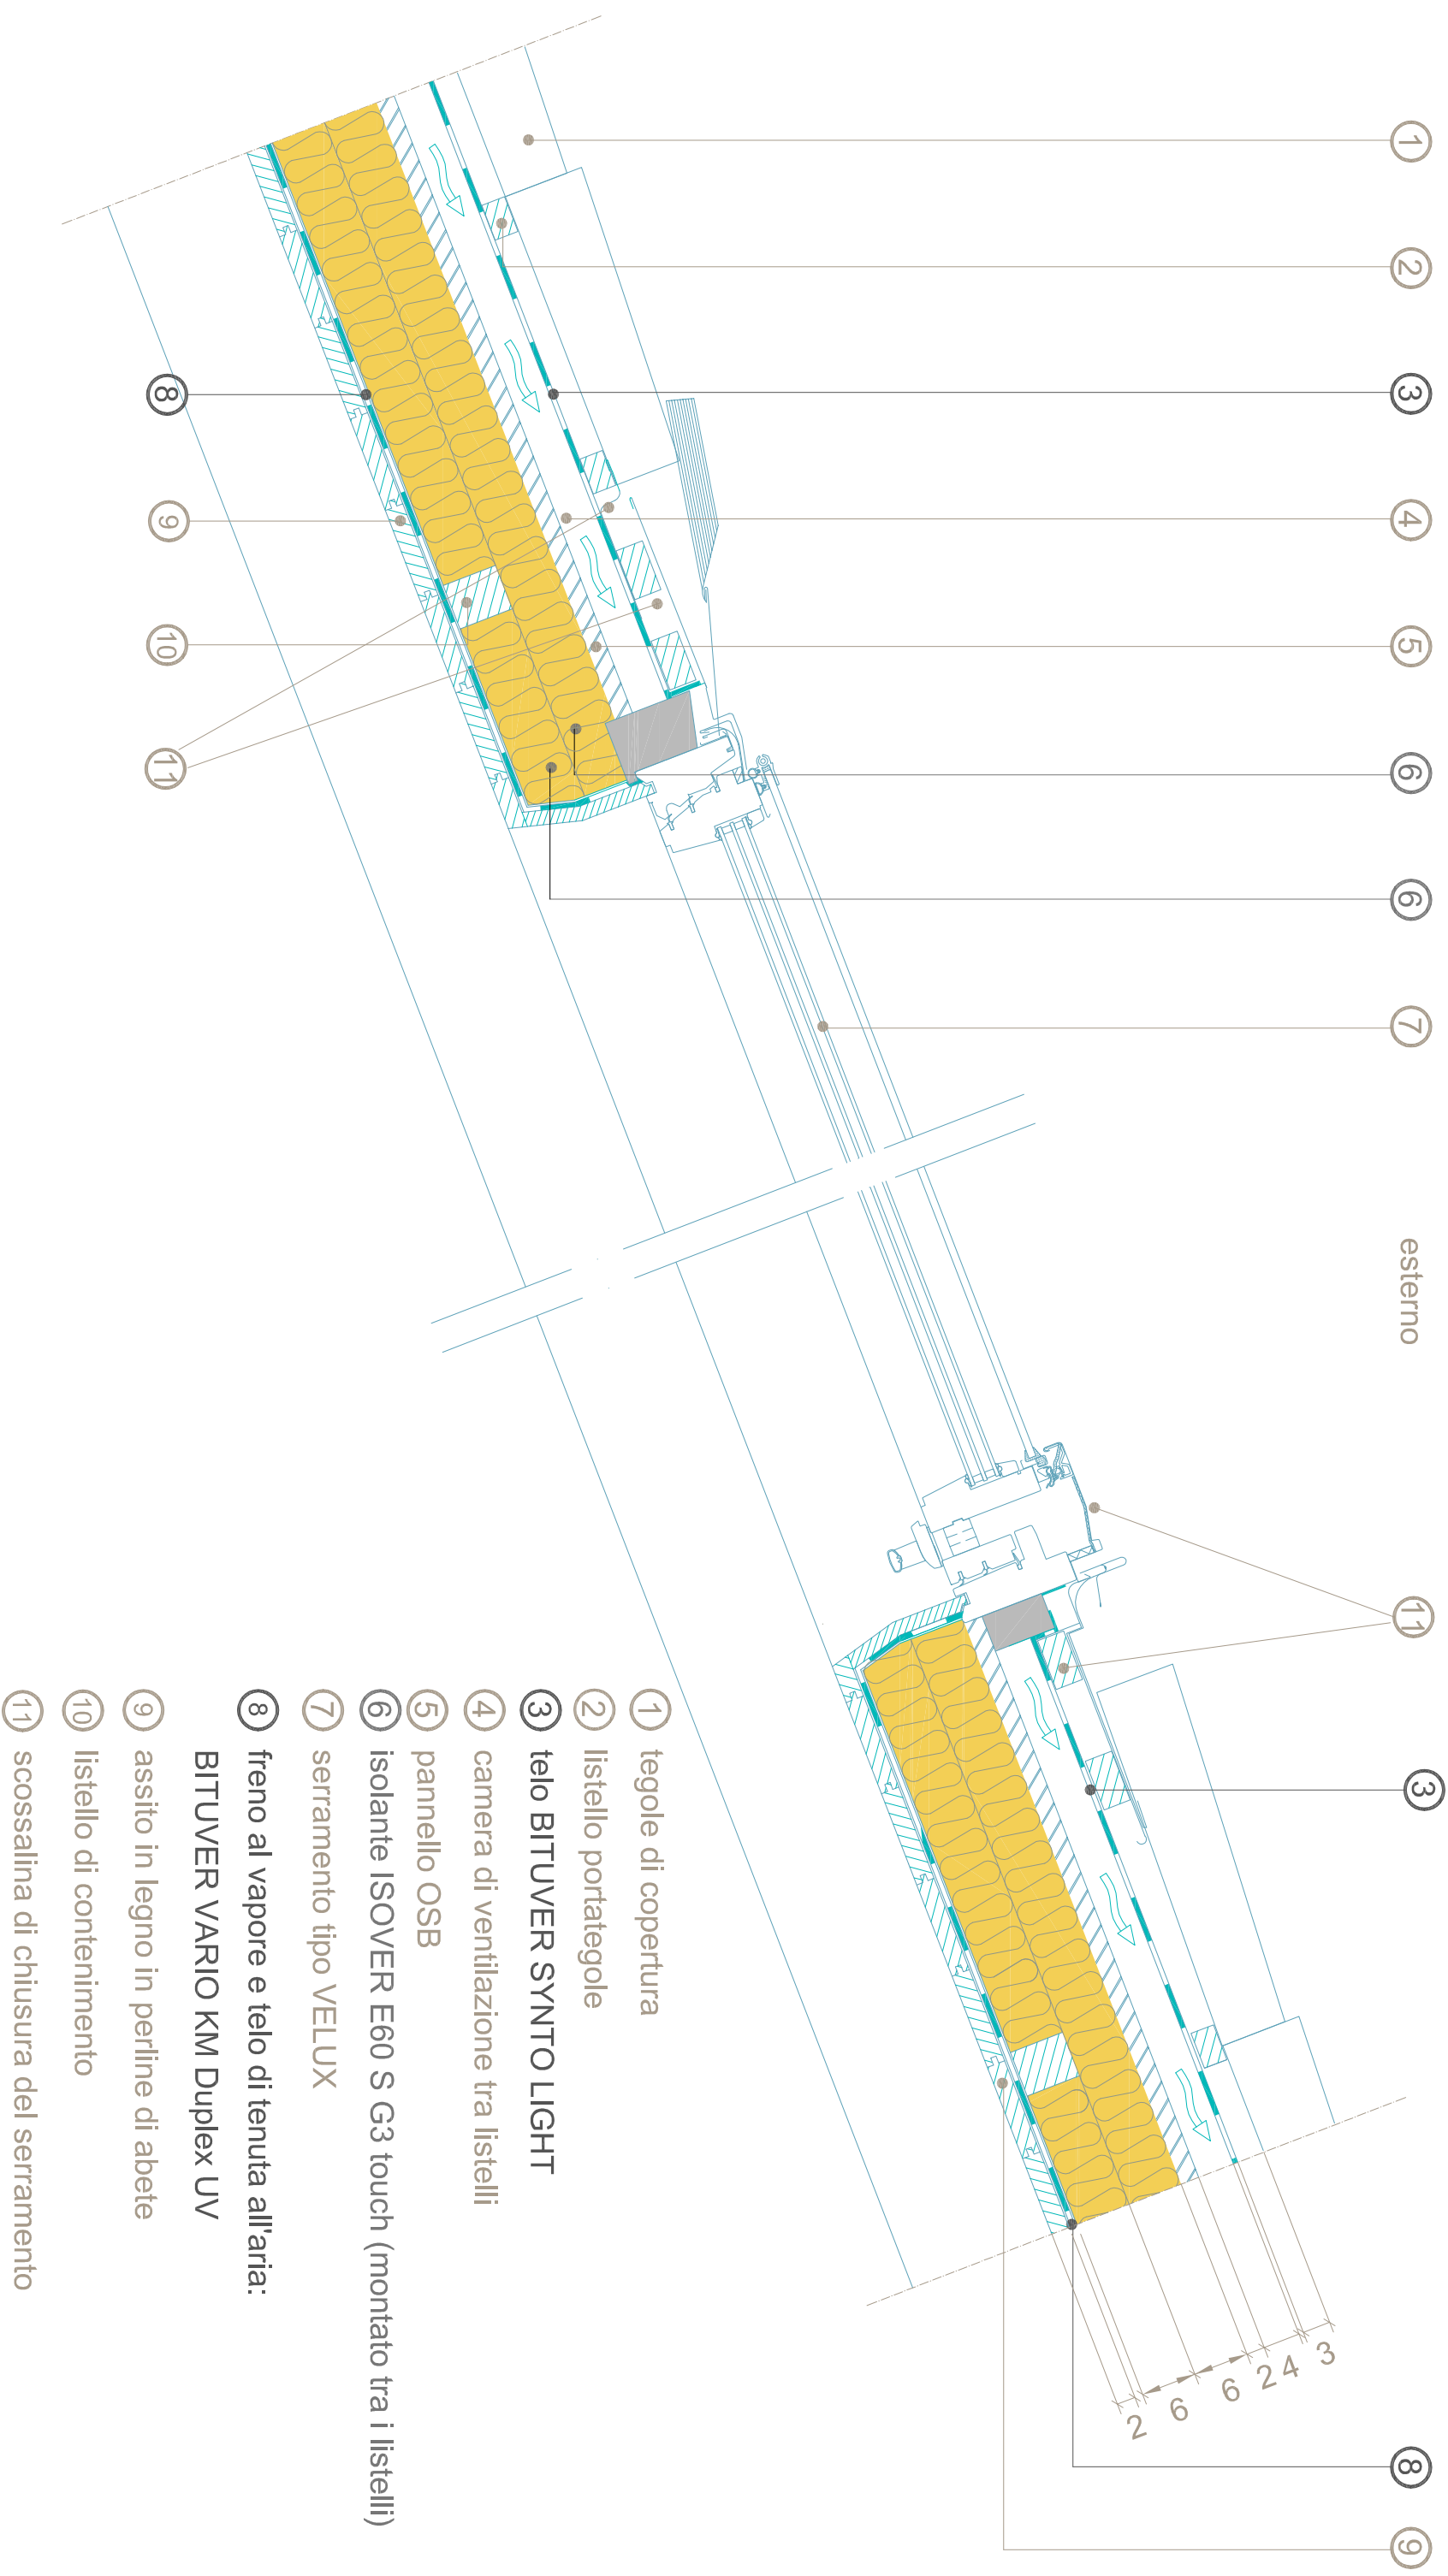 1
2
3
4
5
6
6
7
esterno
11
3
8
9
8
9
10
11
3
4
2
6
6
2
1 tegole di copertura
2 listello portategole
3 telo BITUVER SYNTO LIGHT
4 camera di ventilazione tra listelli
5 pannello OSB
6 isolante ISOVER E60 S G3 touch (montato tra i listelli)
7 serramento tipo VELUX
8 freno al vapore e telo di tenuta all'aria:
BITUVER VARIO KM Duplex UV
9 assito in legno in perline di abete
10 listello di contenimento
11 scossalina di chiusura del serramento